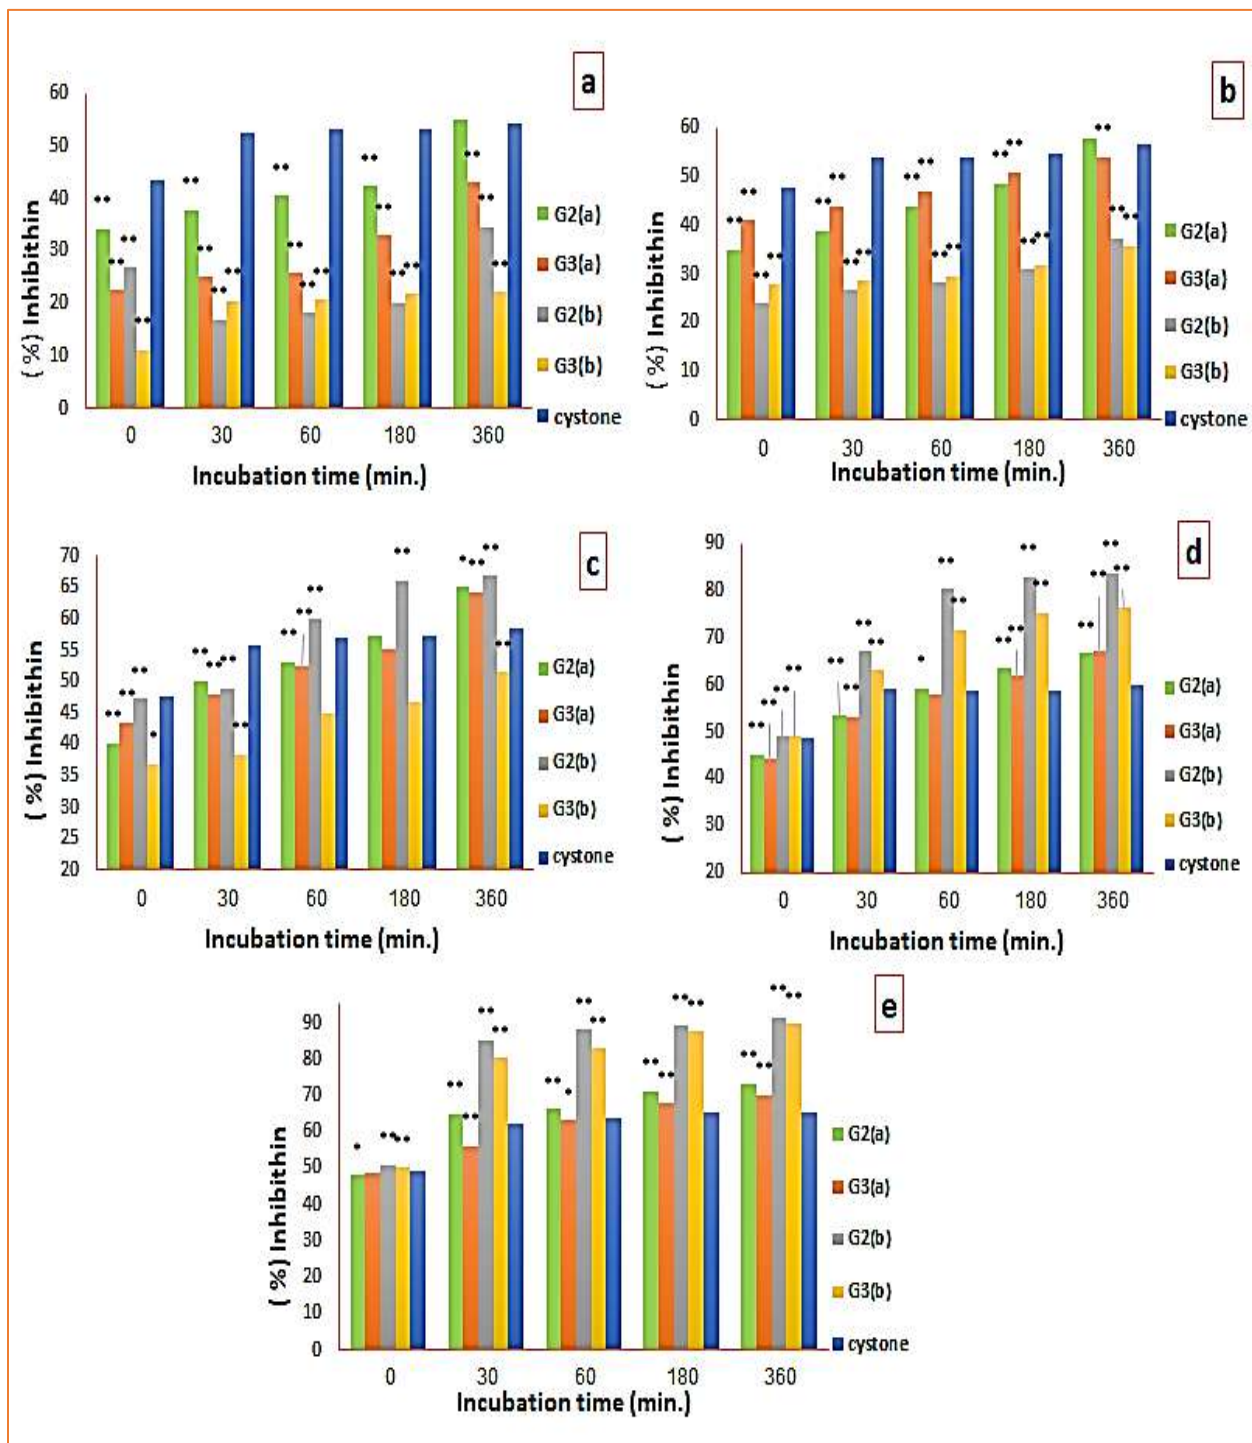 a
60
50
40
30
20
10
0
( %) Inhibithin
0 30 60 180 360
Incubation time (min.)
G2(a)
G3(a)
G2(b)
G3(b)
cystone
b
60
50
40
30
20
10
0
( %) Inhibithin
0 30 60 180 360
Incubation time (min.)
G2(a)
G3(a)
G2(b)
G3(b)
cystone
c
70
65
60
55
50
45
40
35
30
25
20
( %) Inhibithin
0 30 60 180 360
Incubation time (min.)
G2(a)
G3(a)
G2(b)
G3(b)
cystone
d
90
80
70
60
50
40
30
20
( %) Inhibithin
0 30 60 180 360
Incubation time (min.)
G2(a)
G3(a)
G2(b)
G3(b)
cystone
e
90
80
70
60
50
40
30
20
10
0
( %) Inhibithin
0 30 60 180 360
Incubation time (min.)
G2(a)
G3(a)
G2(b)
G3(b)
cystone